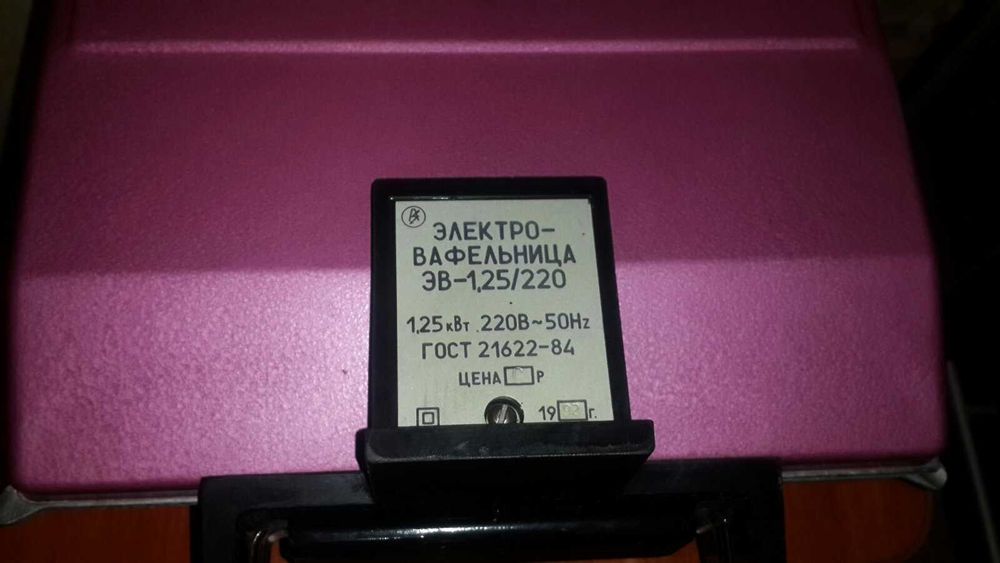 ЭЛЕКТРО-
ВАФЕЛЬНИЦА
ЭВ-1,25/220
1,25 кВт. 220В~50Hz
ГОСТ 21622-84
ЦЕНА Р
19 г.